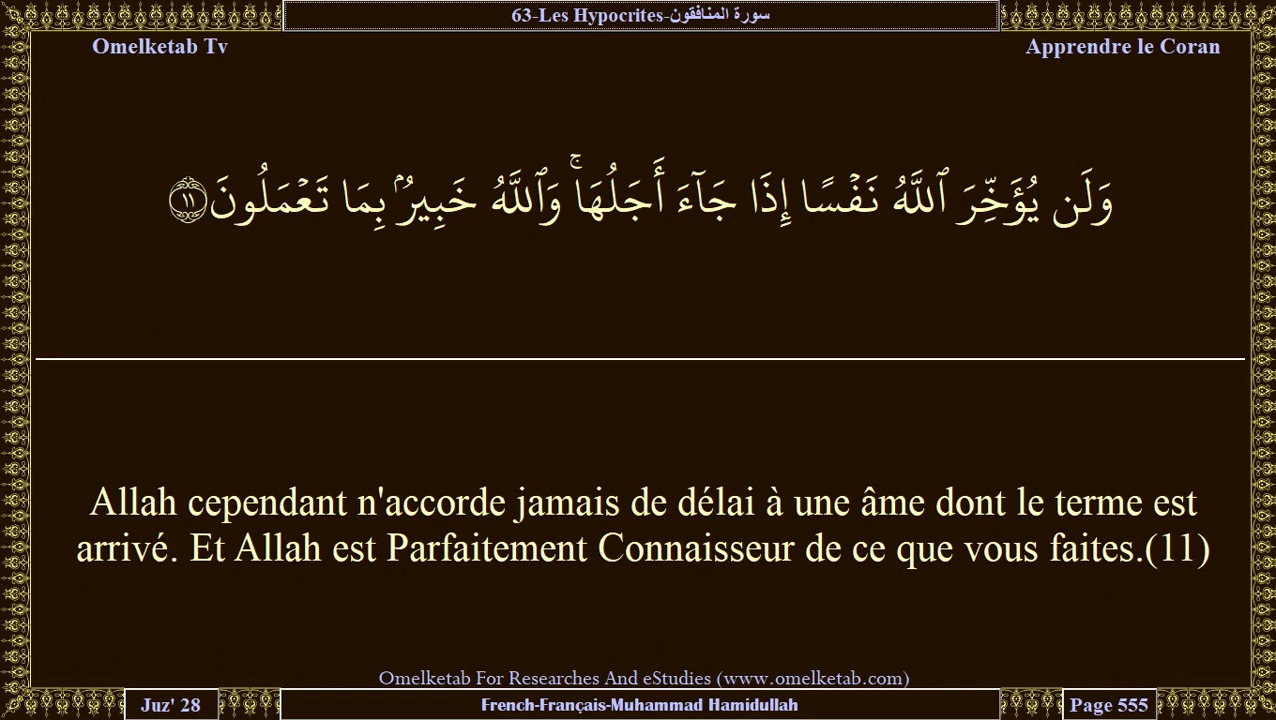 63-Les Hypocrites-سورة المنافقون
Omelketab Tv
Apprendre le Coran
وَلَن يُؤَخِّرَ ٱللَّهُ نَفْسًا إِذَا جَآءَ أَجَلُهَا ۚ وَٱللَّهُ خَبِيرٌۢ بِمَا تَعْمَلُونَ ١١
Allah cependant n'accorde jamais de délai à une âme dont le terme est
arrivé. Et Allah est Parfaitement Connaisseur de ce que vous faites.(11)
Omelketab For Researches And eStudies (www.omelketab.com)
Juz' 28
French-Français-Muhammad Hamidullah
Page 555